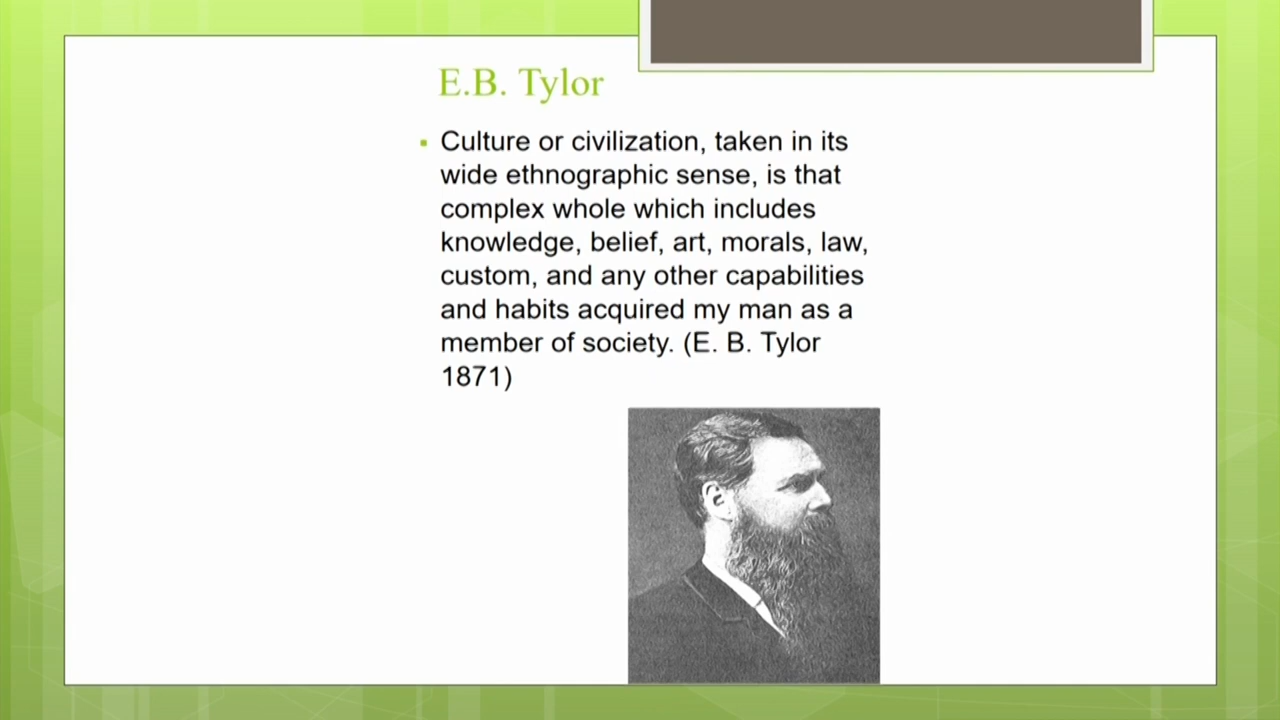 E.B. Tylor
Culture or civilization, taken in its
wide ethnographic sense, is that
complex whole which includes
knowledge, belief, art, morals, law,
custom, and any other capabilities
and habits acquired my man as a
member of society. (E. B. Tylor
1871)